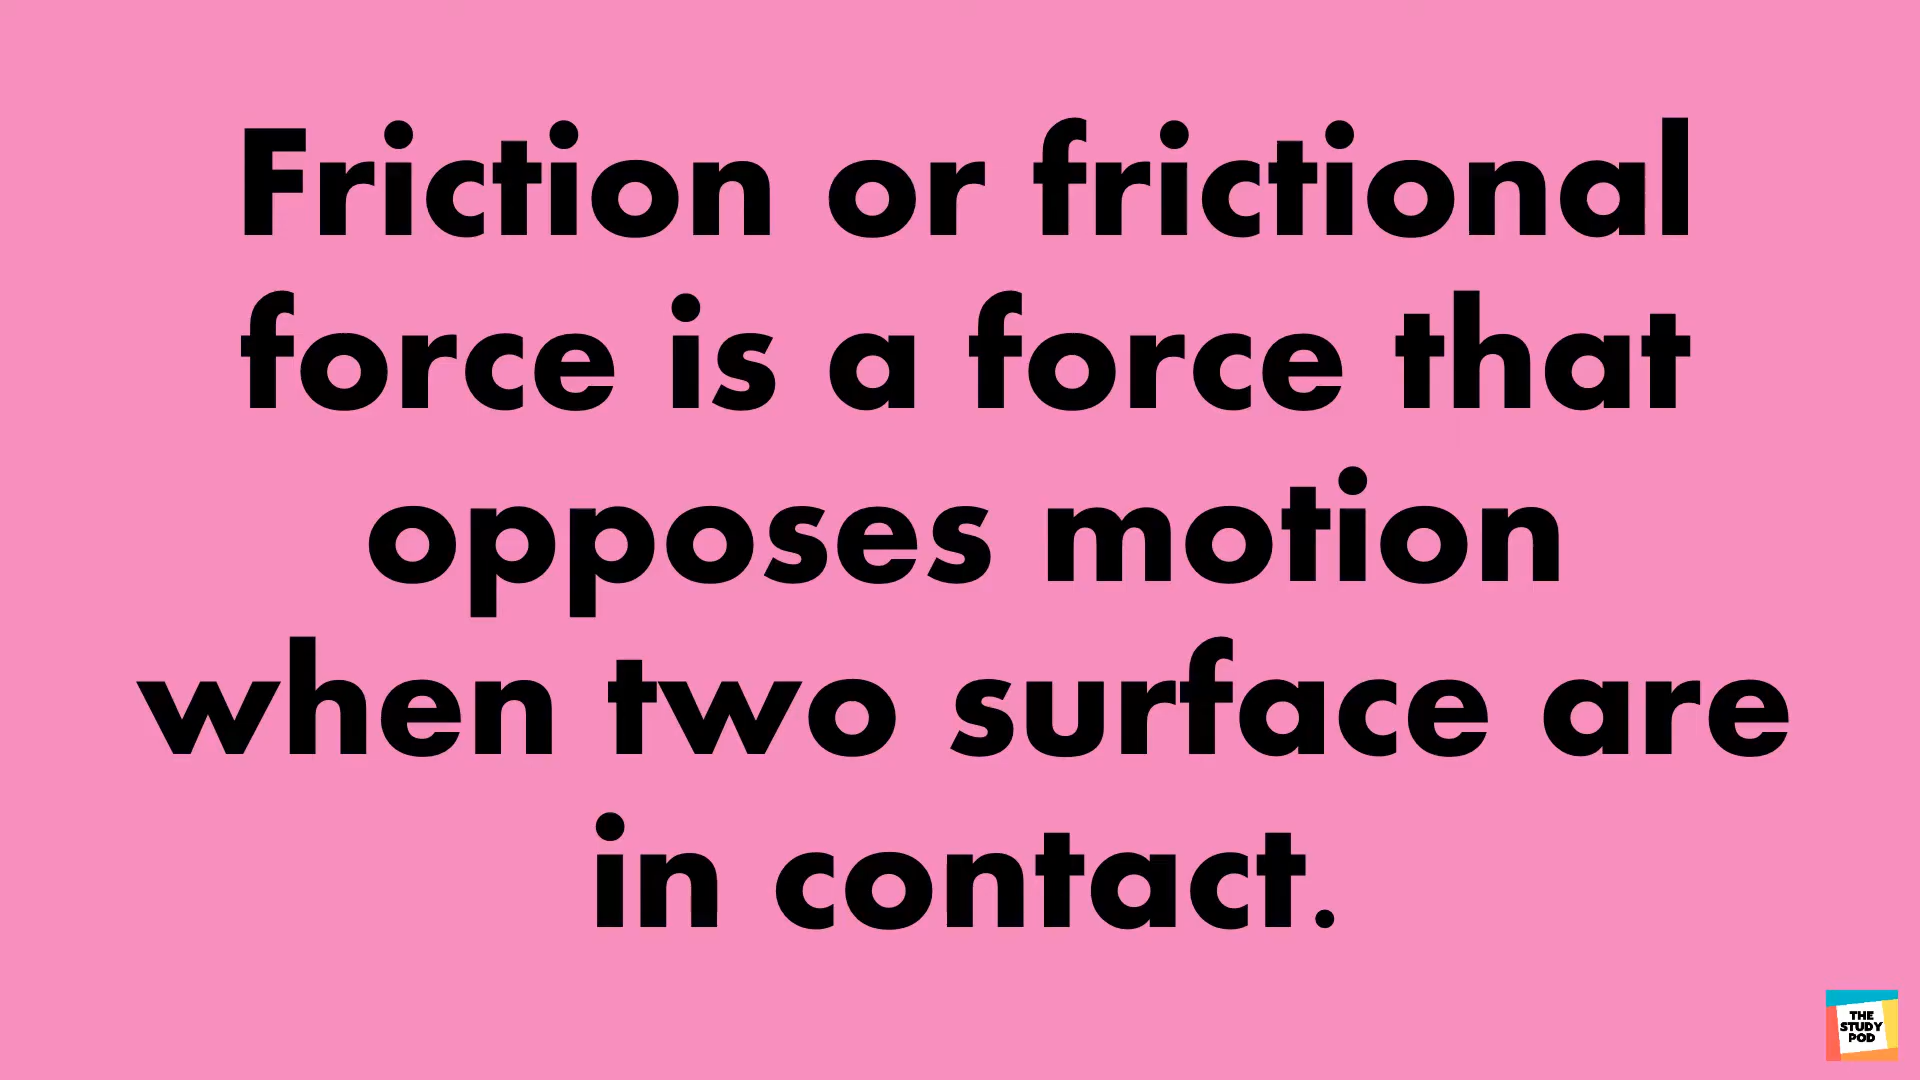 Friction or frictional
force is a force that
opposes motion
when two surface are
in contact.
THE
STUDY
POD